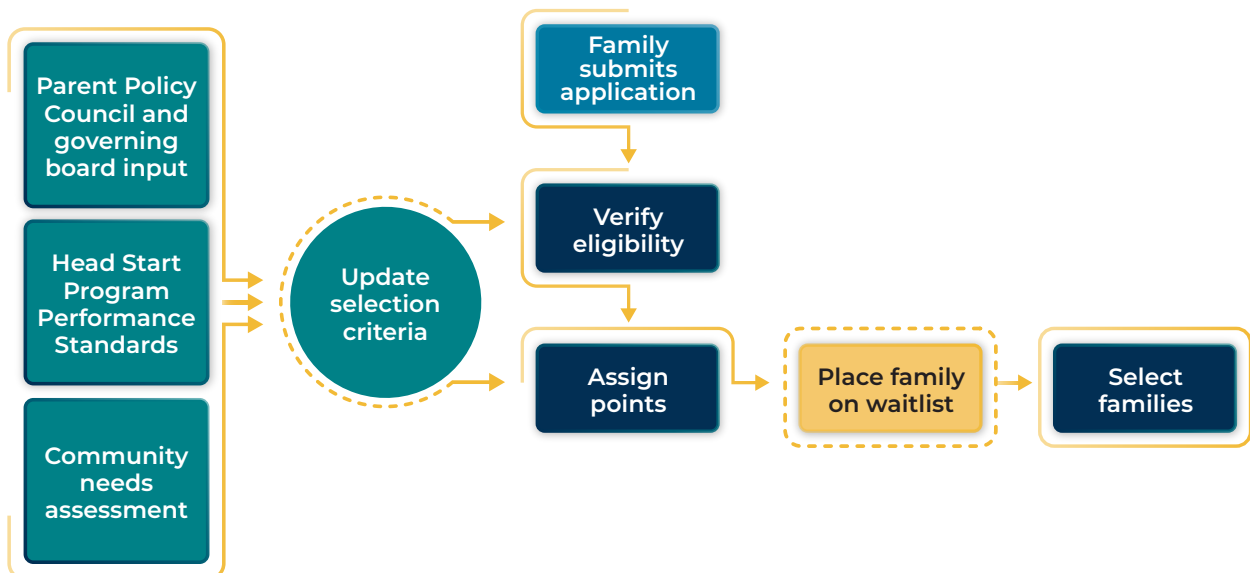 Parent Policy
Council and
governing
board input
Head Start
Program
Performance
Standards
Community
needs
assessment
Update
selection
criteria
Family
submits
application
Verify
eligibility
Assign
points
Place family
on waitlist
Select
families